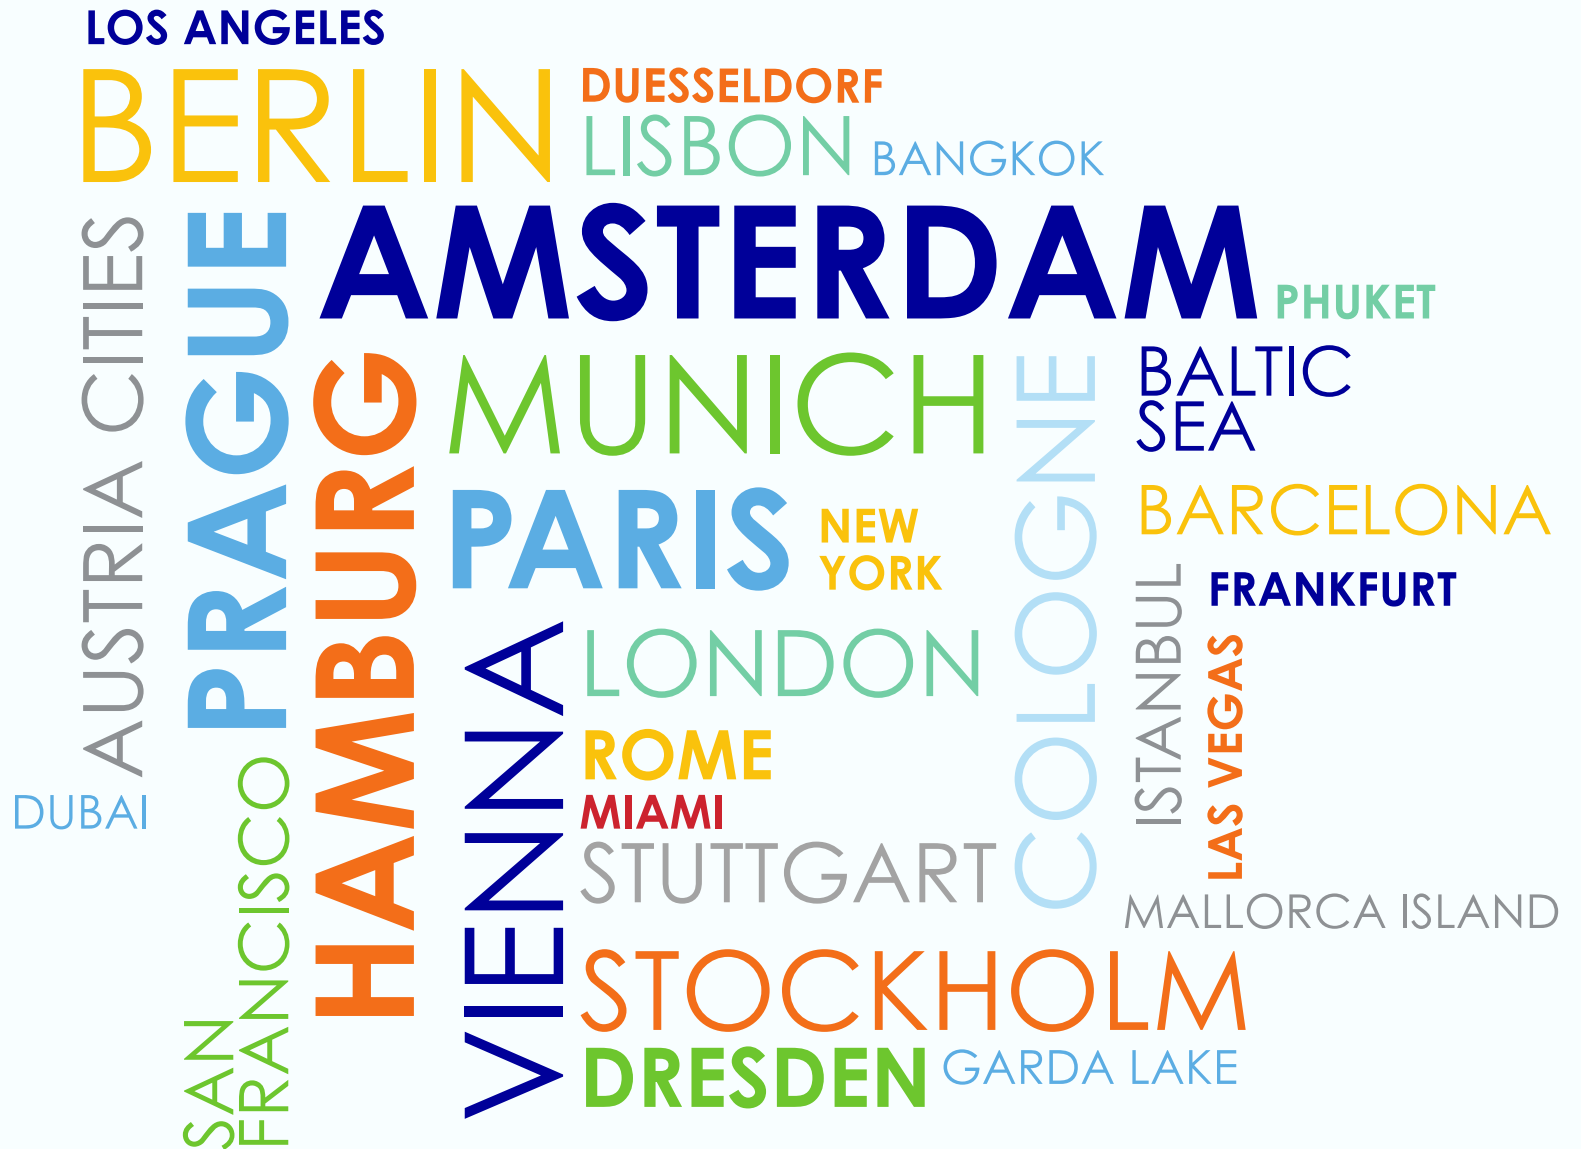 LOS ANGELES
BERLIN
DUESSELDORF
LISBON
BANGKOK
AUSTRIA CITIES
PRAGUE
AMSTERDAM
PHUKET
HAMBURG
MUNICH
COLOGNE
BALTIC
SEA
PARIS
NEW
YORK
BARCELONA
ISTANBUL
FRANKFURT
LAS VEGAS
VIENNA
LONDON
ROME
DUBAI
MIAMI
SAN
FRANCISCO
STUTTGART
MALLORCA ISLAND
STOCKHOLM
DRESDEN
GARDA LAKE